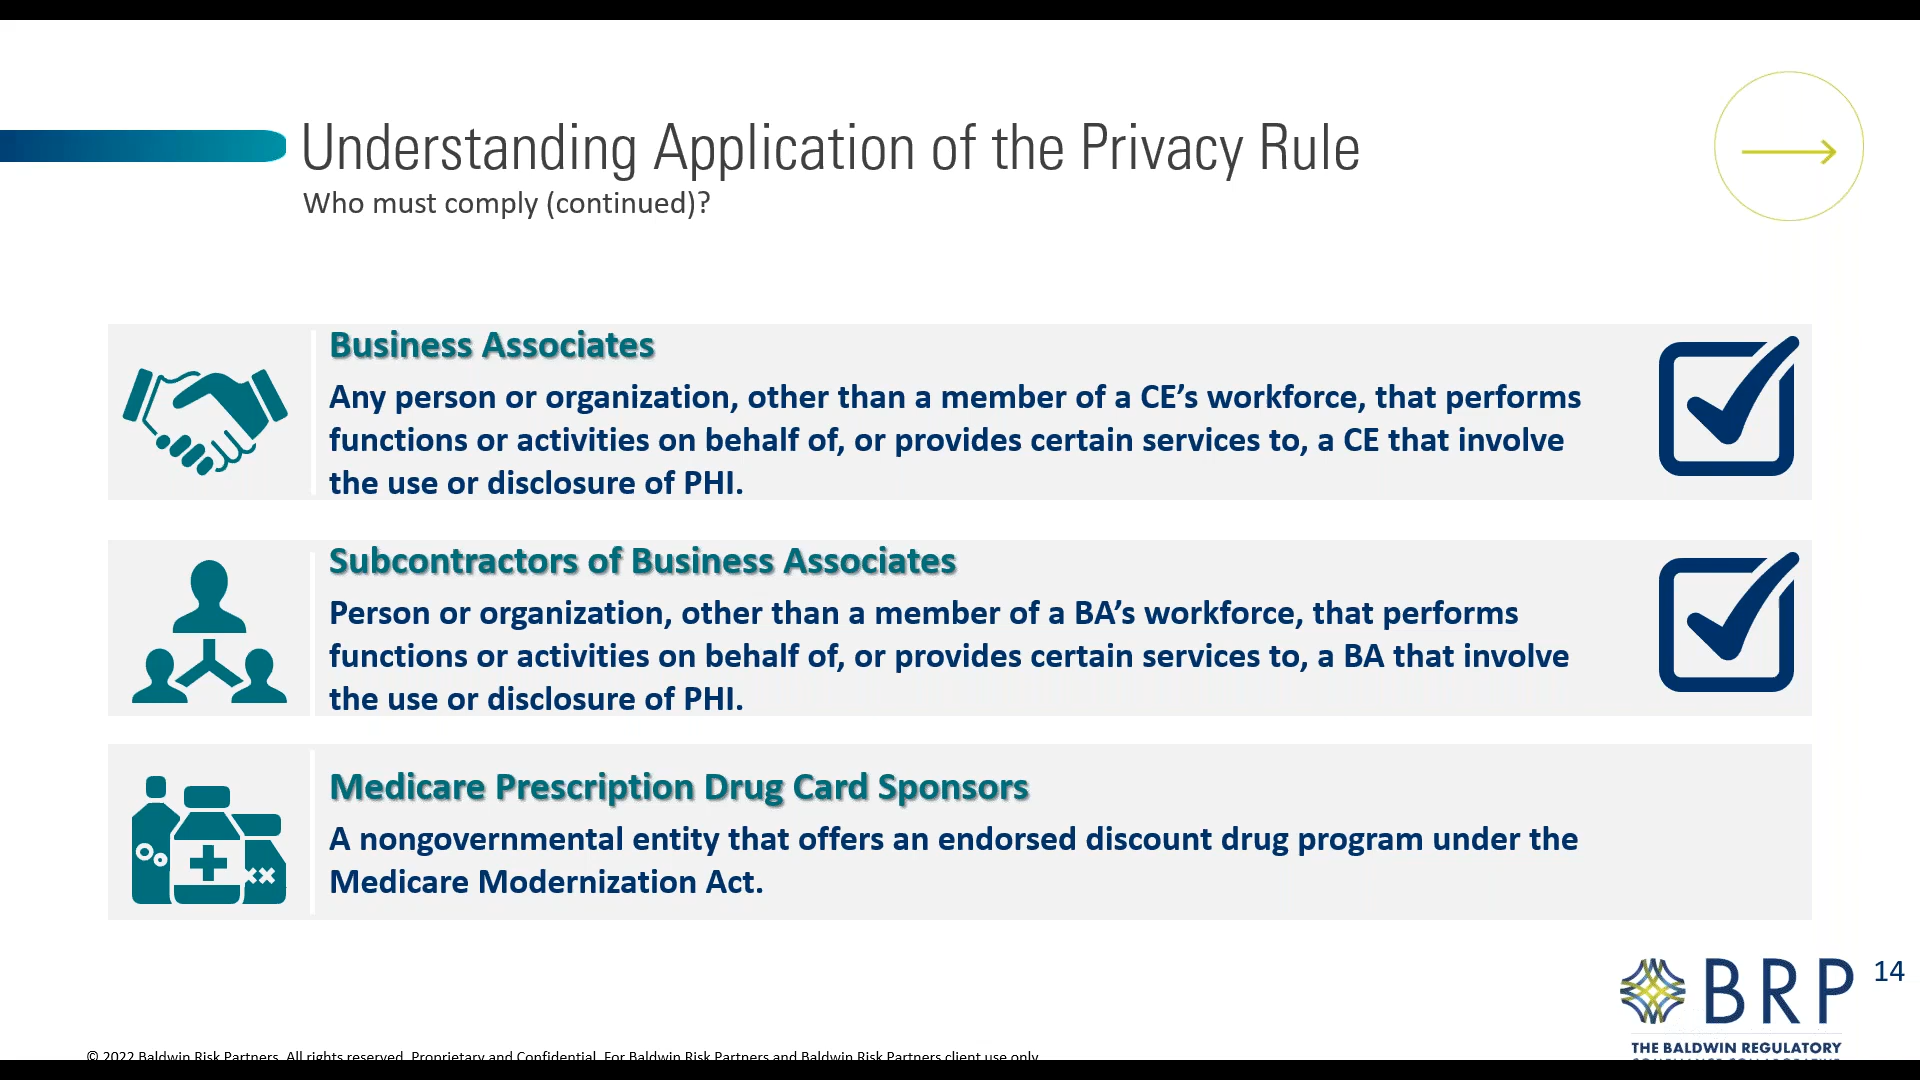 Understanding Application of the Privacy Rule
Who must comply (continued)?
Business Associates
Any person or organization, other than a member of a CE’s workforce, that performs
functions or activities on behalf of, or provides certain services to, a CE that involve
the use or disclosure of PHI.
Subcontractors of Business Associates
Person or organization, other than a member of a BA’s workforce, that performs
functions or activities on behalf of, or provides certain services to, a BA that involve
the use or disclosure of PHI.
Medicare Prescription Drug Card Sponsors
A nongovernmental entity that offers an endorsed discount drug program under the
Medicare Modernization Act.
BRP
14
THE BALDWIN REGULATORY
© 2022 Baldwin Risk Partners. All rights reserved. Proprietary and Confidential. For Baldwin Risk Partners and Baldwin Risk Partners client use only.